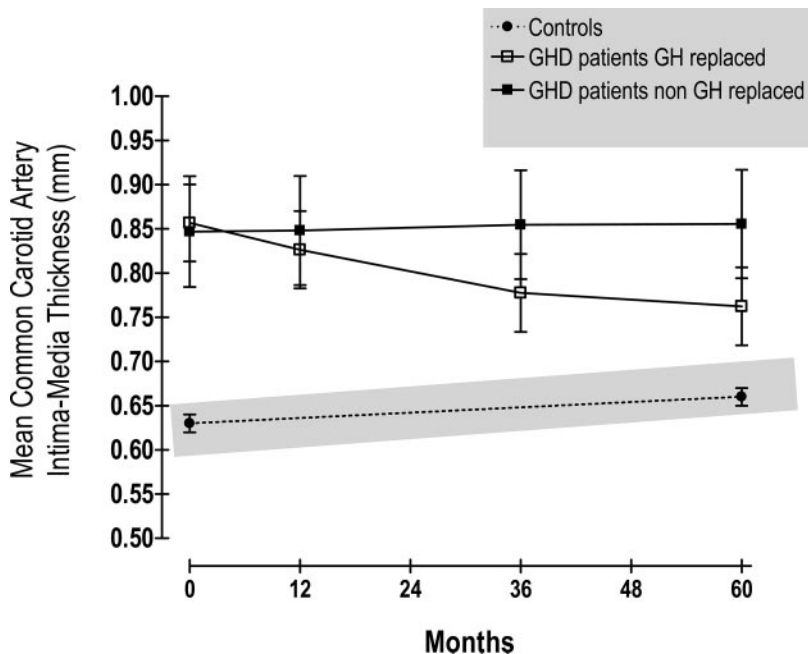 Controls
GHD patients GH replaced
GHD patients non GH replaced
Mean Common Carotid Artery
Intima-Media Thickness (mm)
1.00
0.95
0.90
0.85
0.80
0.75
0.70
0.65
0.60
0.55
0.50
0 12 24 36 48 60
Months